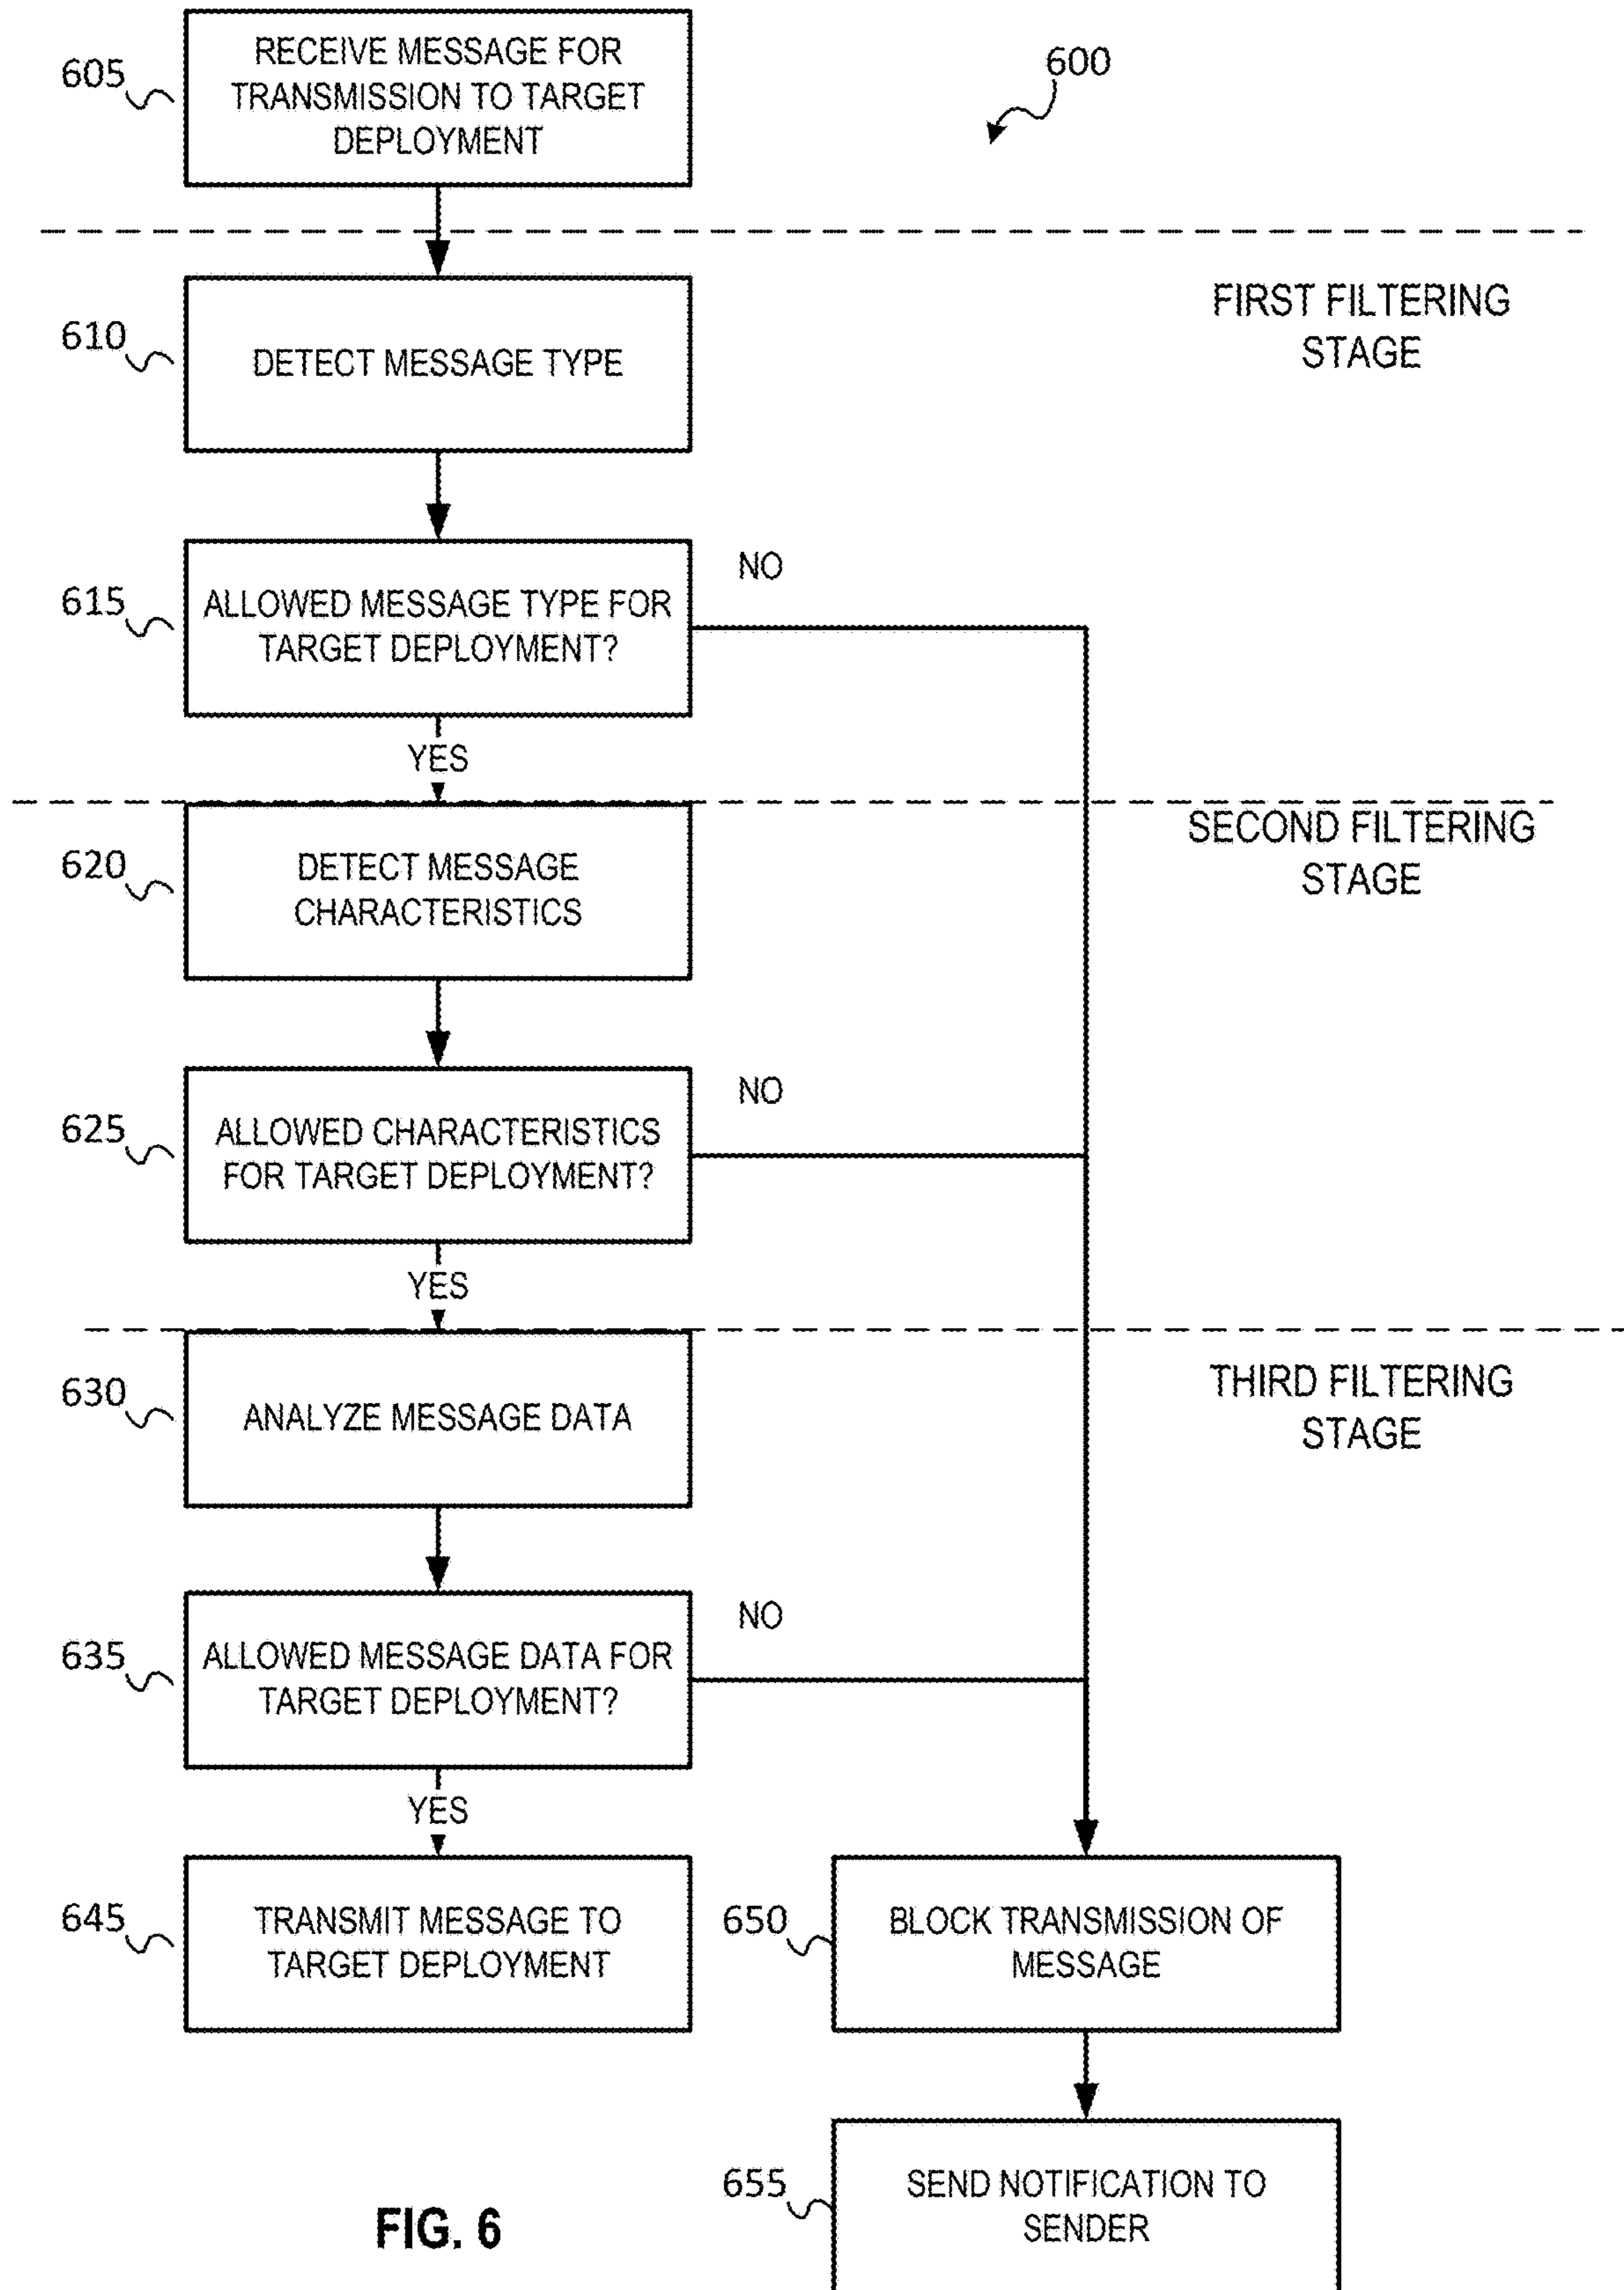 605
RECEIVE MESSAGE FOR
TRANSMISSION TO TARGET
DEPLOYMENT
600
FIRST FILTERING
STAGE
610
DETECT MESSAGE TYPE
615
ALLOWED MESSAGE TYPE FOR
TARGET DEPLOYMENT?
NO
YES
SECOND FILTERING
STAGE
620
DETECT MESSAGE
CHARACTERISTICS
625
ALLOWED CHARACTERISTICS
FOR TARGET DEPLOYMENT?
NO
YES
THIRD FILTERING
STAGE
630
ANALYZE MESSAGE DATA
635
ALLOWED MESSAGE DATA FOR
TARGET DEPLOYMENT?
NO
YES
645
TRANSMIT MESSAGE TO
TARGET DEPLOYMENT
650
BLOCK TRANSMISSION OF
MESSAGE
655
SEND NOTIFICATION TO
SENDER
FIG. 6